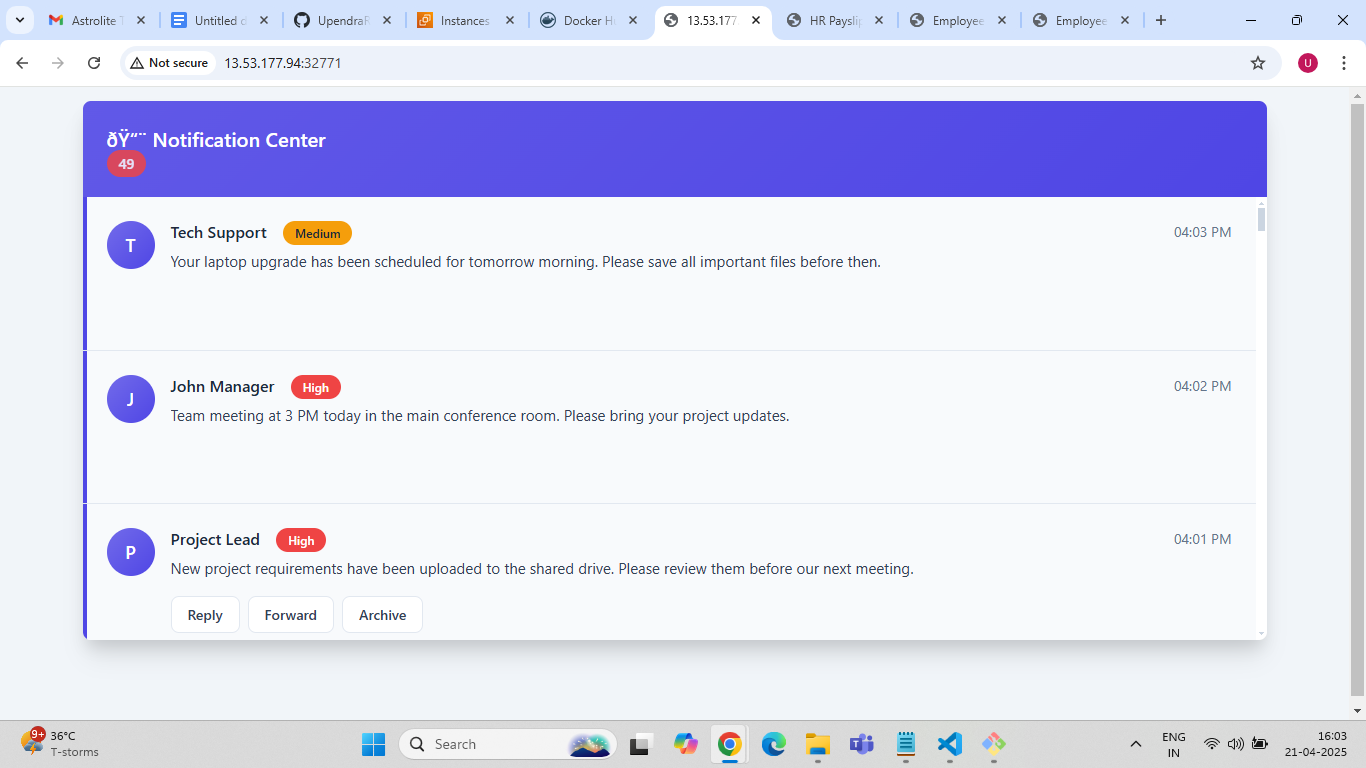 Astrolite T
Untitled d
UpendraR
Instances
Docker Hu
13.53.177
HR Payslip
Employee
Employee
Not secure
13.53.177.94:32771
U
ðŸ“¨ Notification Center
49
T
Tech Support
Medium
04:03 PM
Your laptop upgrade has been scheduled for tomorrow morning. Please save all important files before then.
J
John Manager
High
04:02 PM
Team meeting at 3 PM today in the main conference room. Please bring your project updates.
P
Project Lead
High
04:01 PM
New project requirements have been uploaded to the shared drive. Please review them before our next meeting.
Reply
Forward
Archive
9+
36°C
T-storms
Search
ENG
IN
16:03
21-04-2025